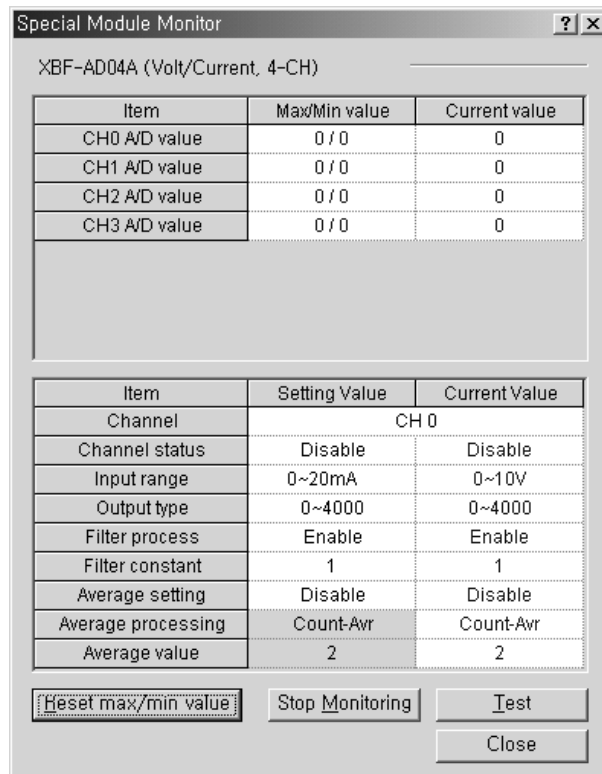 Special Module Monitor ? ×
XBF-AD04A (Volt/Current, 4-CH)
Item Max/Min value Current value
CH0 A/D value 0 / 0 0
CH1 A/D value 0 / 0 0
CH2 A/D value 0 / 0 0
CH3 A/D value 0 / 0 0
Item Setting Value Current Value
Channel CH 0
Channel status Disable Disable
Input range 0~20mA 0~10V
Output type 0~4000 0~4000
Filter process Enable Enable
Filter constant 1 1
Average setting Disable Disable
Average processing Count-Avr Count-Avr
Average value 2 2
Reset max/min value Stop Monitoring Test
Close